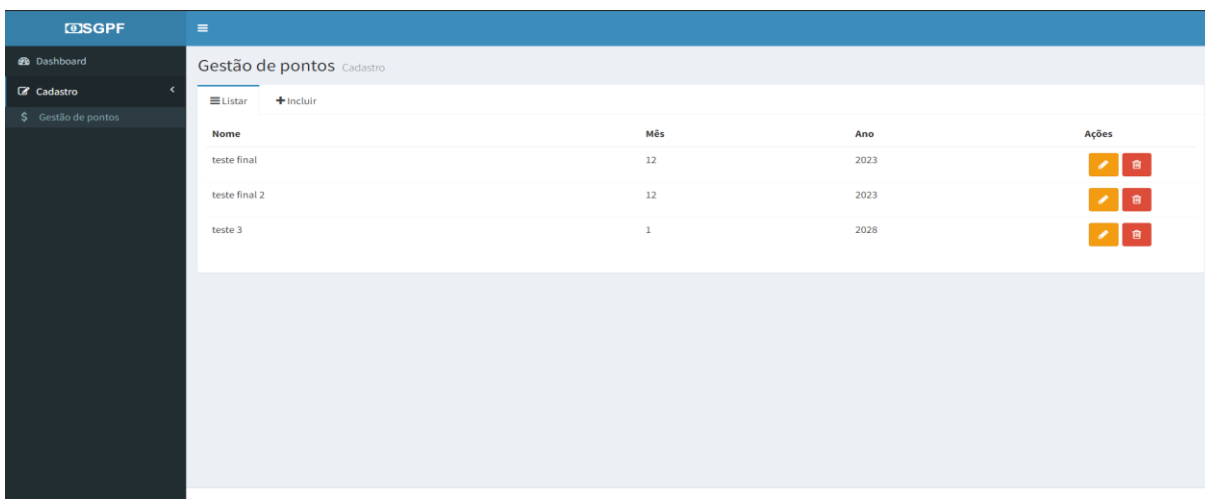 SGPF
Dashboard
Cadastro
$ Gestão de pontos
Gestão de pontos Cadastro
Listar +Incluir
Nome Mês Ano Ações
teste final 12 2023
teste final 2 12 2023
teste 3 1 2028